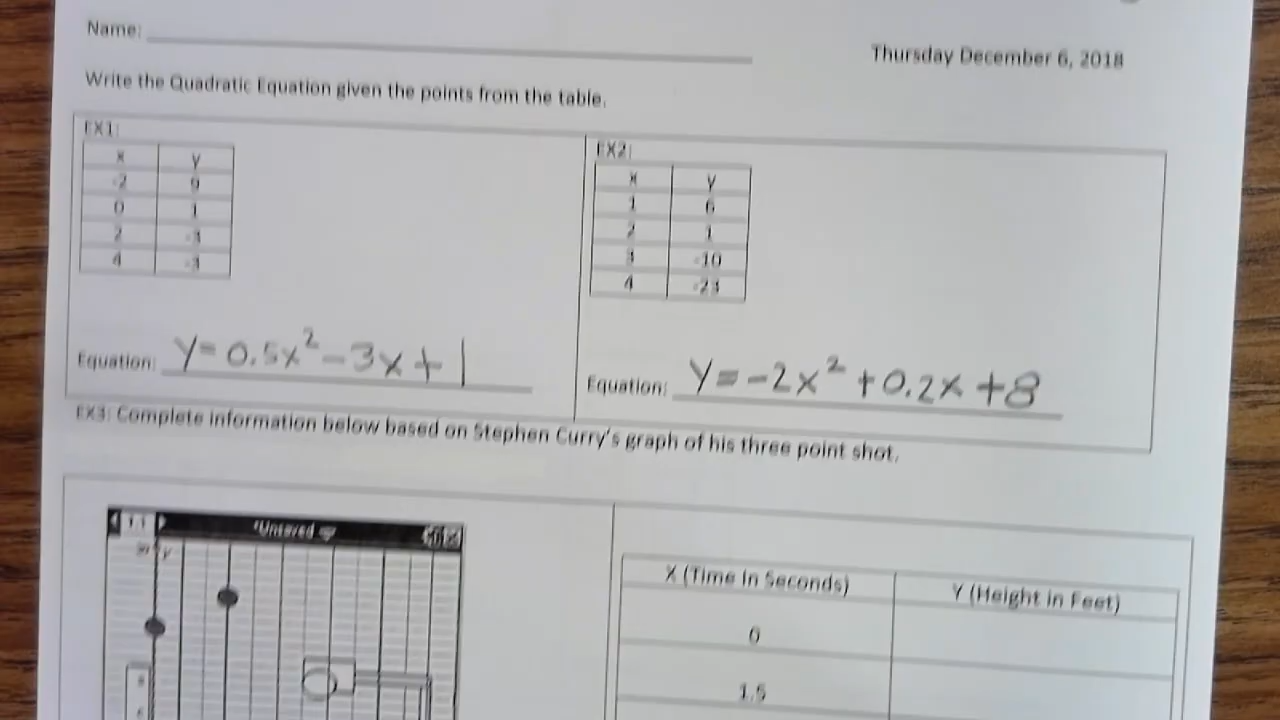 Name:
Thursday December 6, 2018
Write the Quadratic Equation given the points from the table.
EX1:
x y
-2 9
0 1
2 -3
4 -3
Equation: y=0.5x²-3x+1
EX2:
x y
1 6
2 1
3 -10
4 -23
Equation: y=-2x²+0.2x+8
EX3: Complete information below based on Stephen Curry's graph of his three point shot.
1.1 *Unsaved
y
X (Time in Seconds) Y (Height in Feet)
0
1.5